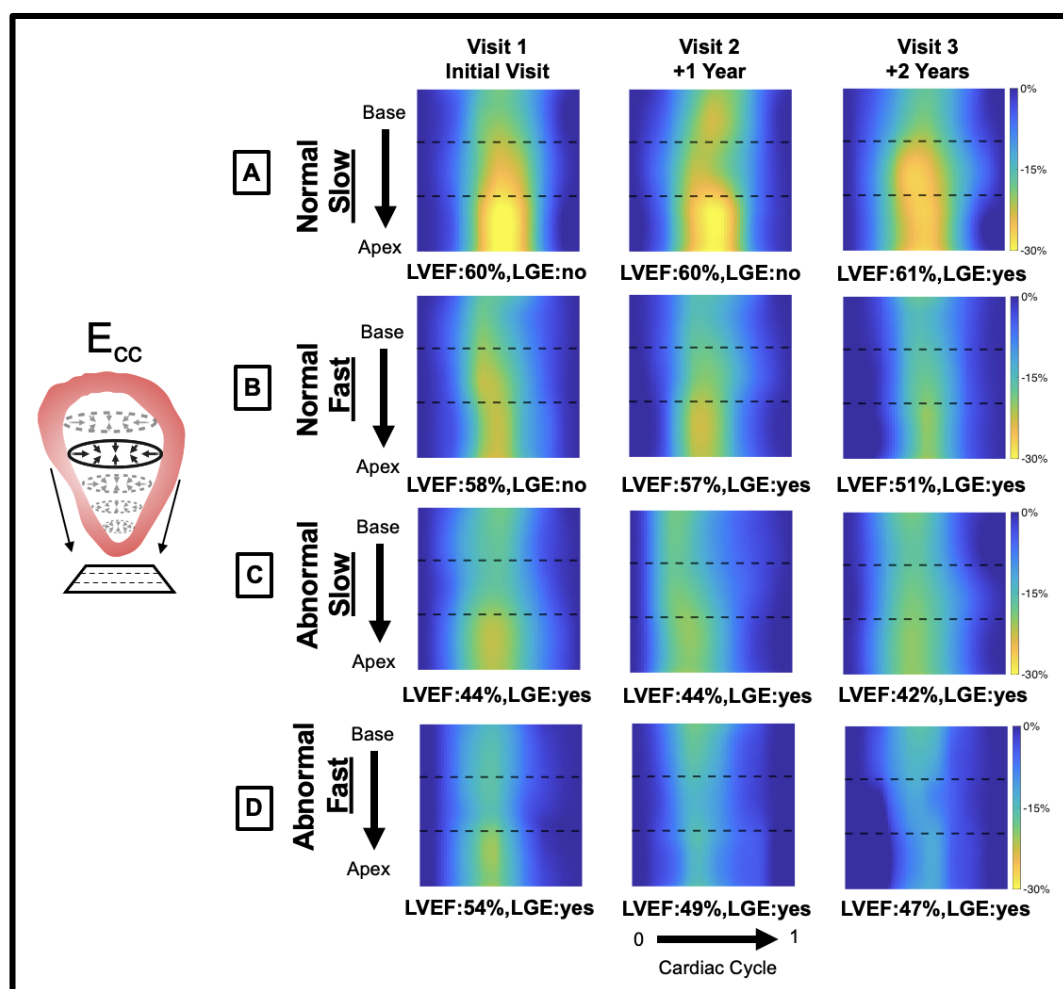 Visit 1
Initial Visit
Visit 2
+1 Year
Visit 3
+2 Years
A
Normal
Slow
Base
Apex
0%
-15%
-30%
LVEF:60%,LGE:no
LVEF:60%,LGE:no
LVEF:61%,LGE:yes
E_CC
B
Normal
Fast
Base
Apex
0%
-15%
-30%
LVEF:58%,LGE:no
LVEF:57%,LGE:yes
LVEF:51%,LGE:yes
C
Abnormal
Slow
Base
Apex
0%
-15%
-30%
LVEF:44%,LGE:yes
LVEF:44%,LGE:yes
LVEF:42%,LGE:yes
D
Abnormal
Fast
Base
Apex
0%
-15%
-30%
LVEF:54%,LGE:yes
LVEF:49%,LGE:yes
LVEF:47%,LGE:yes
0 1
Cardiac Cycle